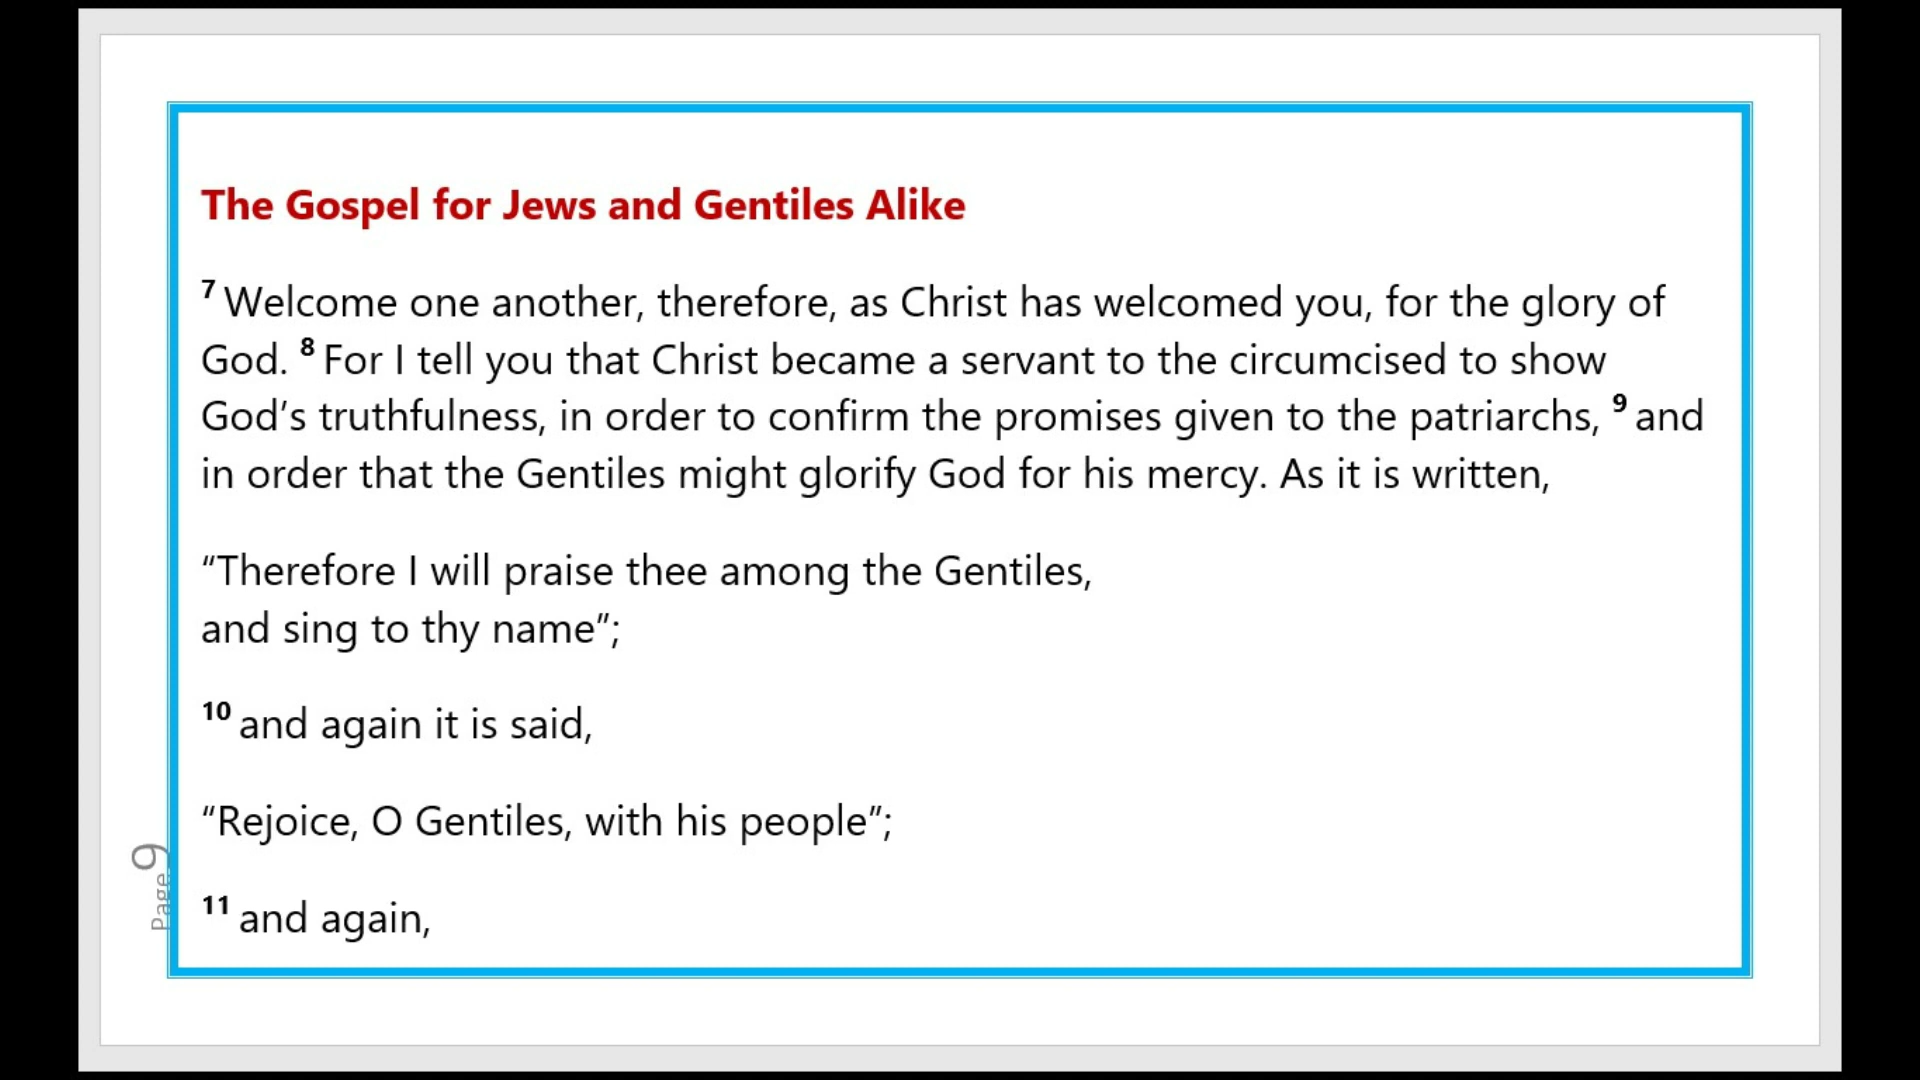 The Gospel for Jews and Gentiles Alike
7 Welcome one another, therefore, as Christ has welcomed you, for the glory of
God. 8 For I tell you that Christ became a servant to the circumcised to show
God’s truthfulness, in order to confirm the promises given to the patriarchs, 9 and
in order that the Gentiles might glorify God for his mercy. As it is written,
“Therefore I will praise thee among the Gentiles,
and sing to thy name”;
10 and again it is said,
“Rejoice, O Gentiles, with his people”;
11 and again,
Page 9